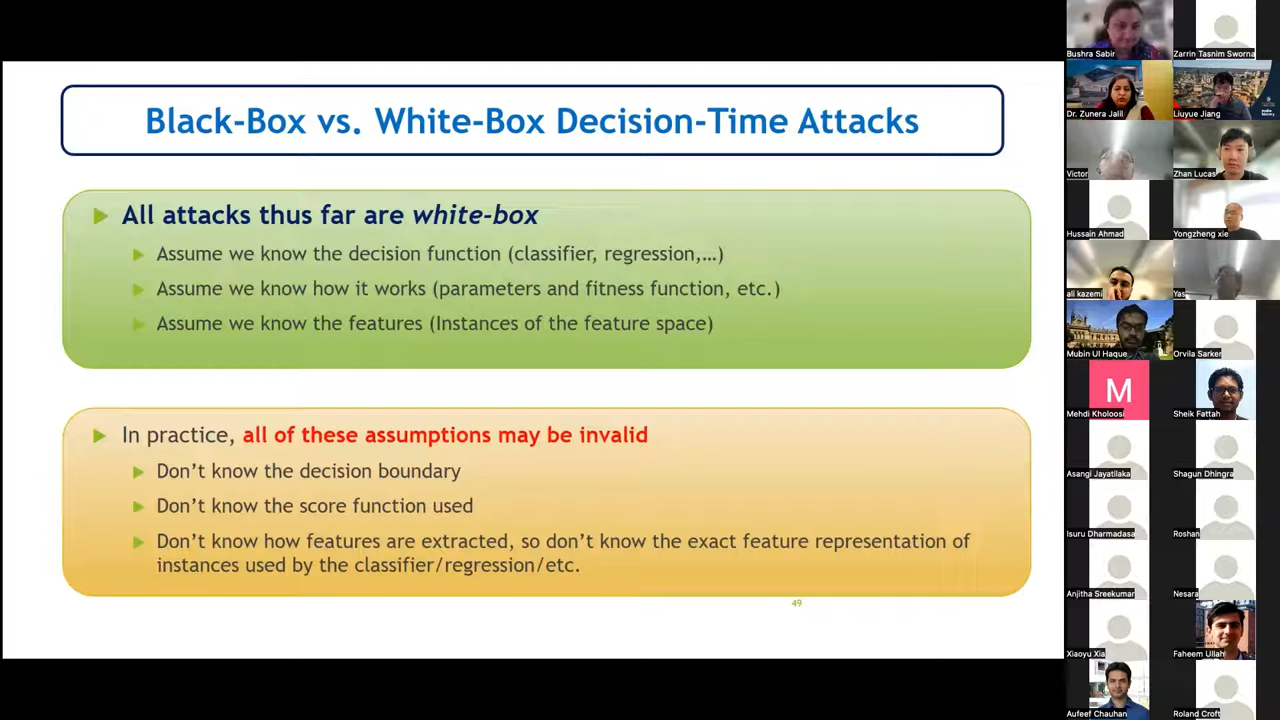 Black-Box vs. White-Box Decision-Time Attacks
All attacks thus far are white-box
Assume we know the decision function (classifier, regression,…)
Assume we know how it works (parameters and fitness function, etc.)
Assume we know the features (Instances of the feature space)
In practice, all of these assumptions may be invalid
Don’t know the decision boundary
Don’t know the score function used
Don’t know how features are extracted, so don’t know the exact feature representation of
instances used by the classifier/regression/etc.
49
Bushra Sabir
Zarrin Tasnim Sworna
Dr. Zunera Jalil
Liuyue Jiang
Victor
Zhan Lucas
Hussain Ahmad
Yongzheng xie
ali kazemi
Yas
Mubin Ul Haque
Orvila Sarker
M
Mehdi Kholoosi
Sheik Fattah
Asangi Jayatilaka
Shagun Dhingra
Isuru Dharmadasa
Roshan
Anjitha Sreekumar
Nesara
Xiaoyu Xia
Faheem Ullah
Aufeef Chauhan
Roland Croft